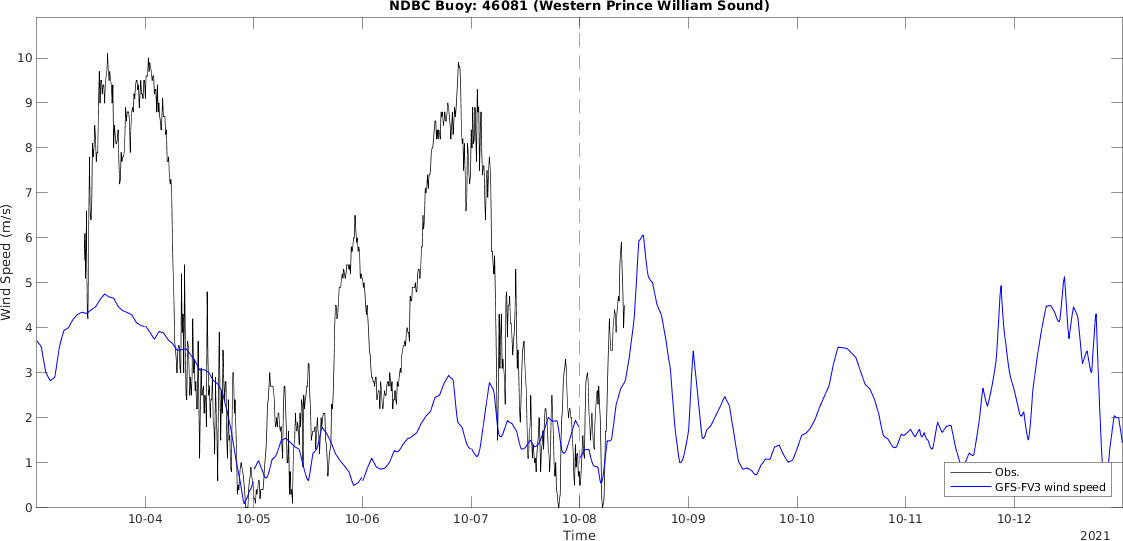 NDBC Buoy: 46081 (Western Prince William Sound)
10
9
8
7
6
5
4
3
2
1
0
Wind Speed (m/s)
Obs.
GFS-FV3 wind speed
10-04 10-05 10-06 10-07 10-08 10-09 10-10 10-11 10-12
Time
2021